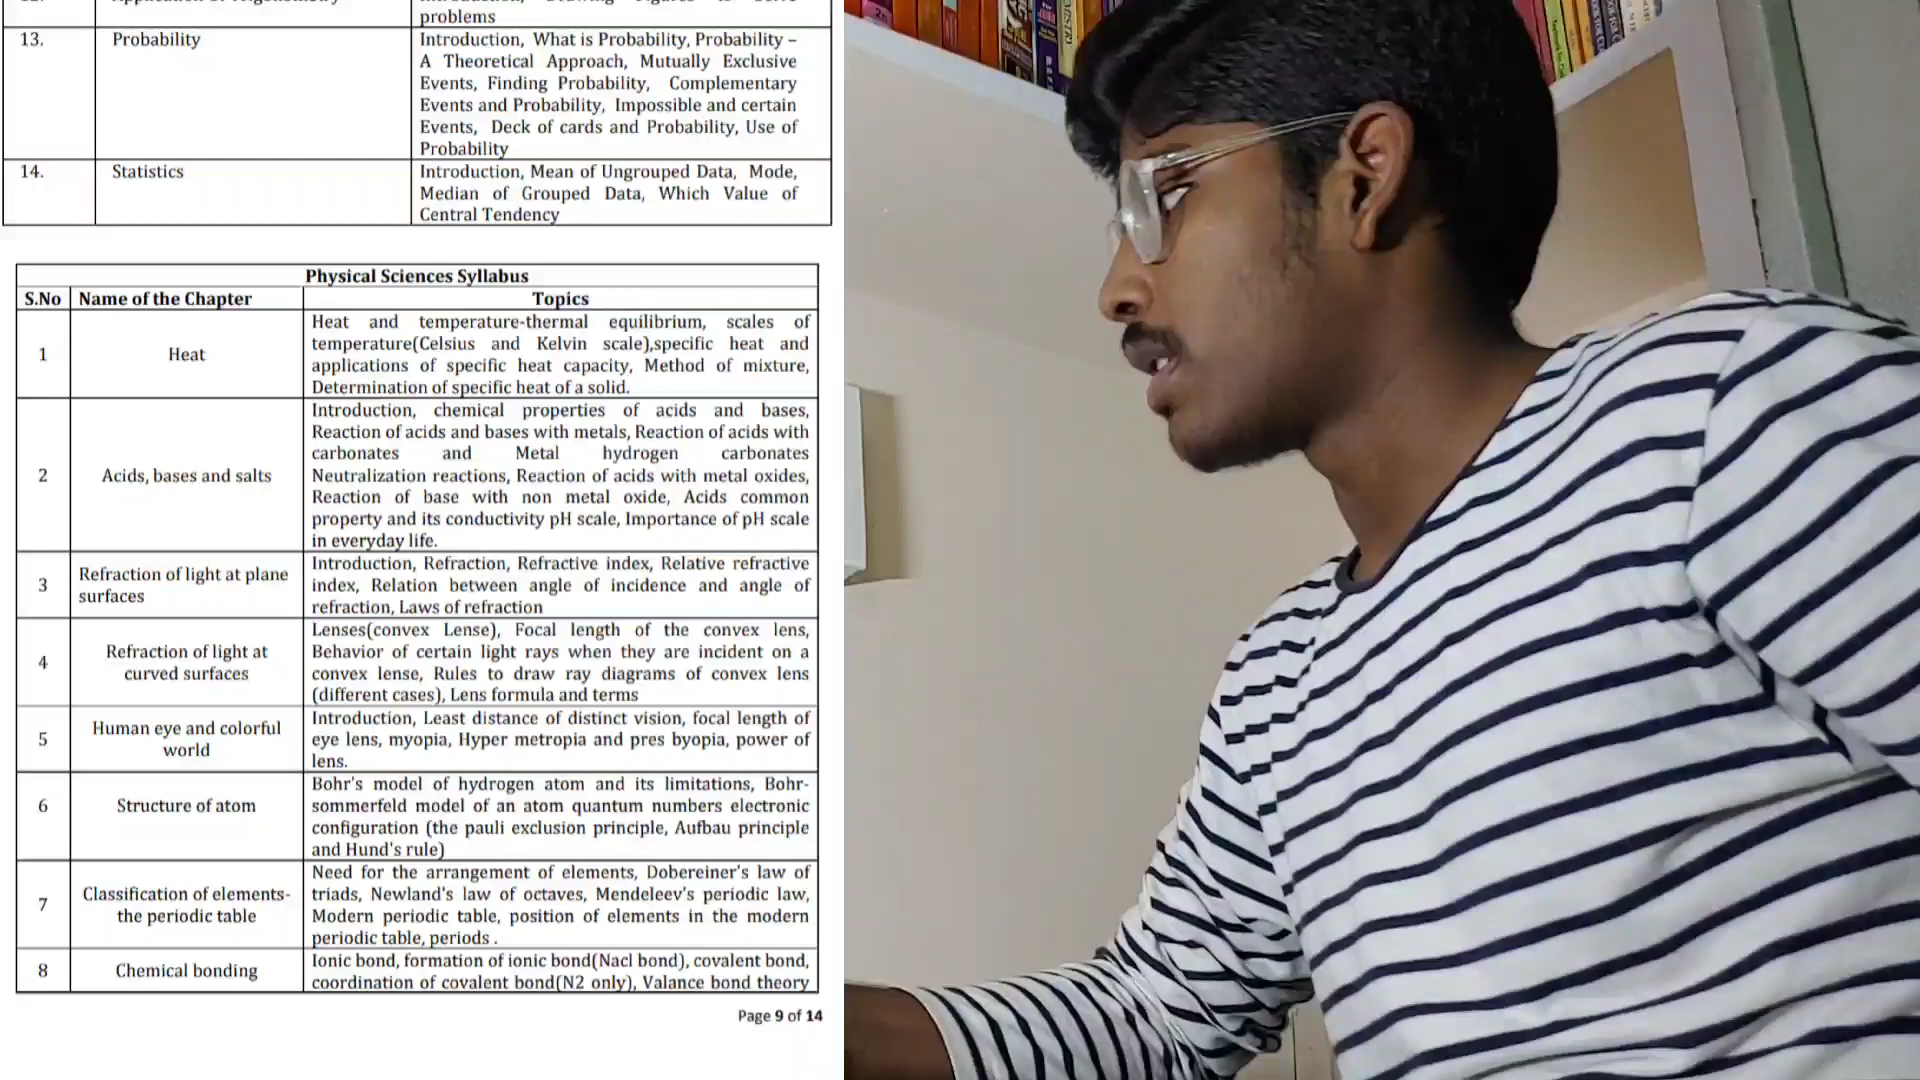 problems
13. Probability Introduction, What is Probability, Probability –
A Theoretical Approach, Mutually Exclusive
Events, Finding Probability, Complementary
Events and Probability, Impossible and certain
Events, Deck of cards and Probability, Use of
Probability
14. Statistics Introduction, Mean of Ungrouped Data, Mode,
Median of Grouped Data, Which Value of
Central Tendency
Physical Sciences Syllabus
S.No Name of the Chapter Topics
1 Heat
Heat and temperature-thermal equilibrium, scales of
temperature(Celsius and Kelvin scale),specific heat and
applications of specific heat capacity, Method of mixture,
Determination of specific heat of a solid.
2 Acids, bases and salts
Introduction, chemical properties of acids and bases,
Reaction of acids and bases with metals, Reaction of acids with
carbonates and Metal hydrogen carbonates
Neutralization reactions, Reaction of acids with metal oxides,
Reaction of base with non metal oxide, Acids common
property and its conductivity pH scale, Importance of pH scale
in everyday life.
3 Refraction of light at plane
surfaces
Introduction, Refraction, Refractive index, Relative refractive
index, Relation between angle of incidence and angle of
refraction, Laws of refraction
4 Refraction of light at
curved surfaces
Lenses(convex Lense), Focal length of the convex lens,
Behavior of certain light rays when they are incident on a
convex lense, Rules to draw ray diagrams of convex lens
(different cases), Lens formula and terms
5 Human eye and colorful
world
Introduction, Least distance of distinct vision, focal length of
eye lens, myopia, Hyper metropia and pres byopia, power of
lens.
6 Structure of atom
Bohr's model of hydrogen atom and its limitations, Bohr-
sommerfeld model of an atom quantum numbers electronic
configuration (the pauli exclusion principle, Aufbau principle
and Hund's rule)
7 Classification of elements-
the periodic table
Need for the arrangement of elements, Dobereiner's law of
triads, Newland's law of octaves, Mendeleev's periodic law,
Modern periodic table, position of elements in the modern
periodic table, periods .
8 Chemical bonding
Ionic bond, formation of ionic bond(Nacl bond), covalent bond,
coordination of covalent bond(N2 only), Valance bond theory
Page 9 of 14